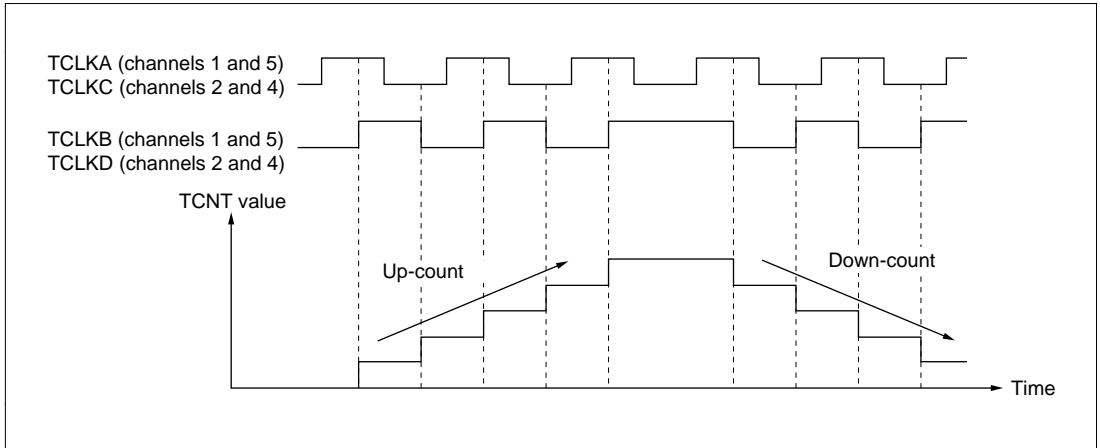 TCLKA (channels 1 and 5)
TCLKC (channels 2 and 4)
TCLKB (channels 1 and 5)
TCLKD (channels 2 and 4)
TCNT value
Up-count
Down-count
Time